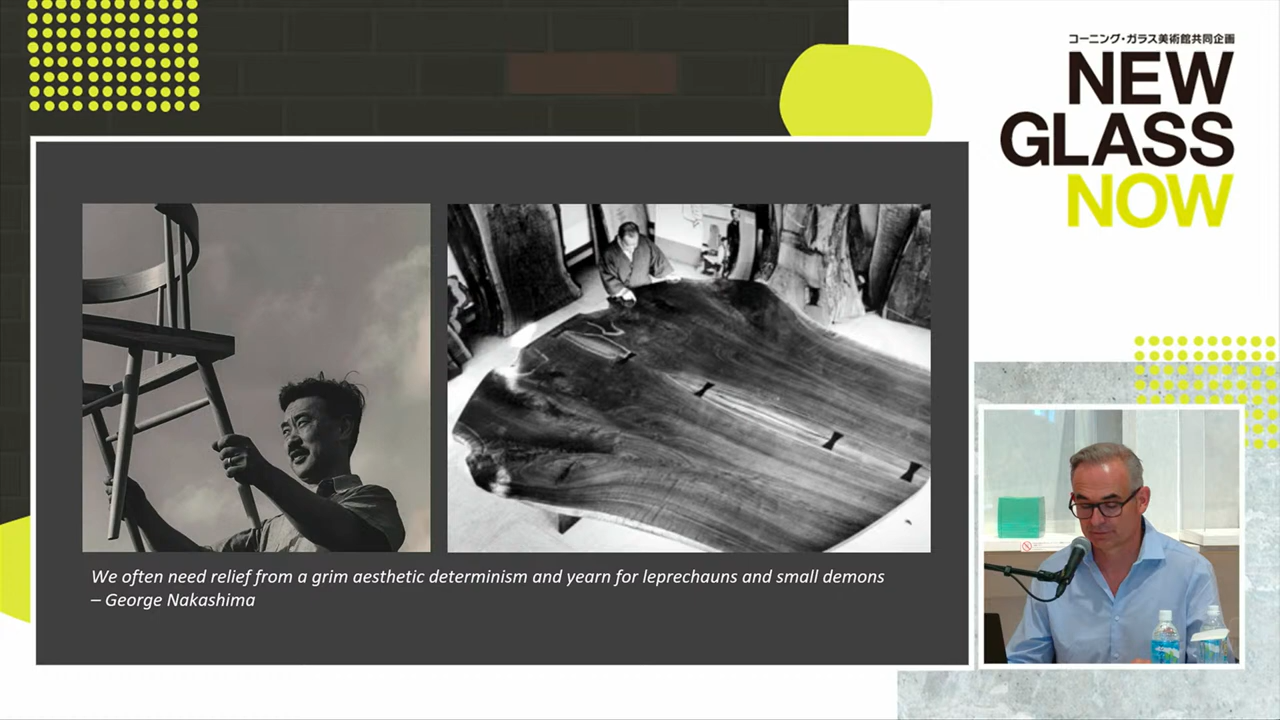 コーニング・ガラス美術館共同企画
NEW
GLASS
NOW
We often need relief from a grim aesthetic determinism and yearn for leprechauns and small demons
– George Nakashima